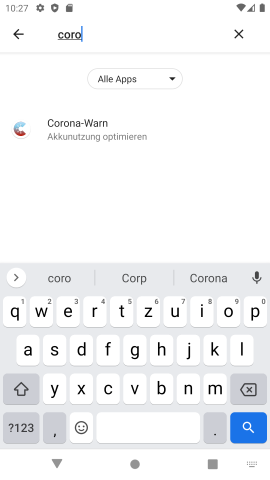 10:27
coro
Alle Apps
Corona-Warn
Akkunutzung optimieren
coro Corp Corona
1 2 3 4 5 6 7 8 9 0
q w e r t z u i o p
a s d f g h j k l
y x c v b n m
?123 , .